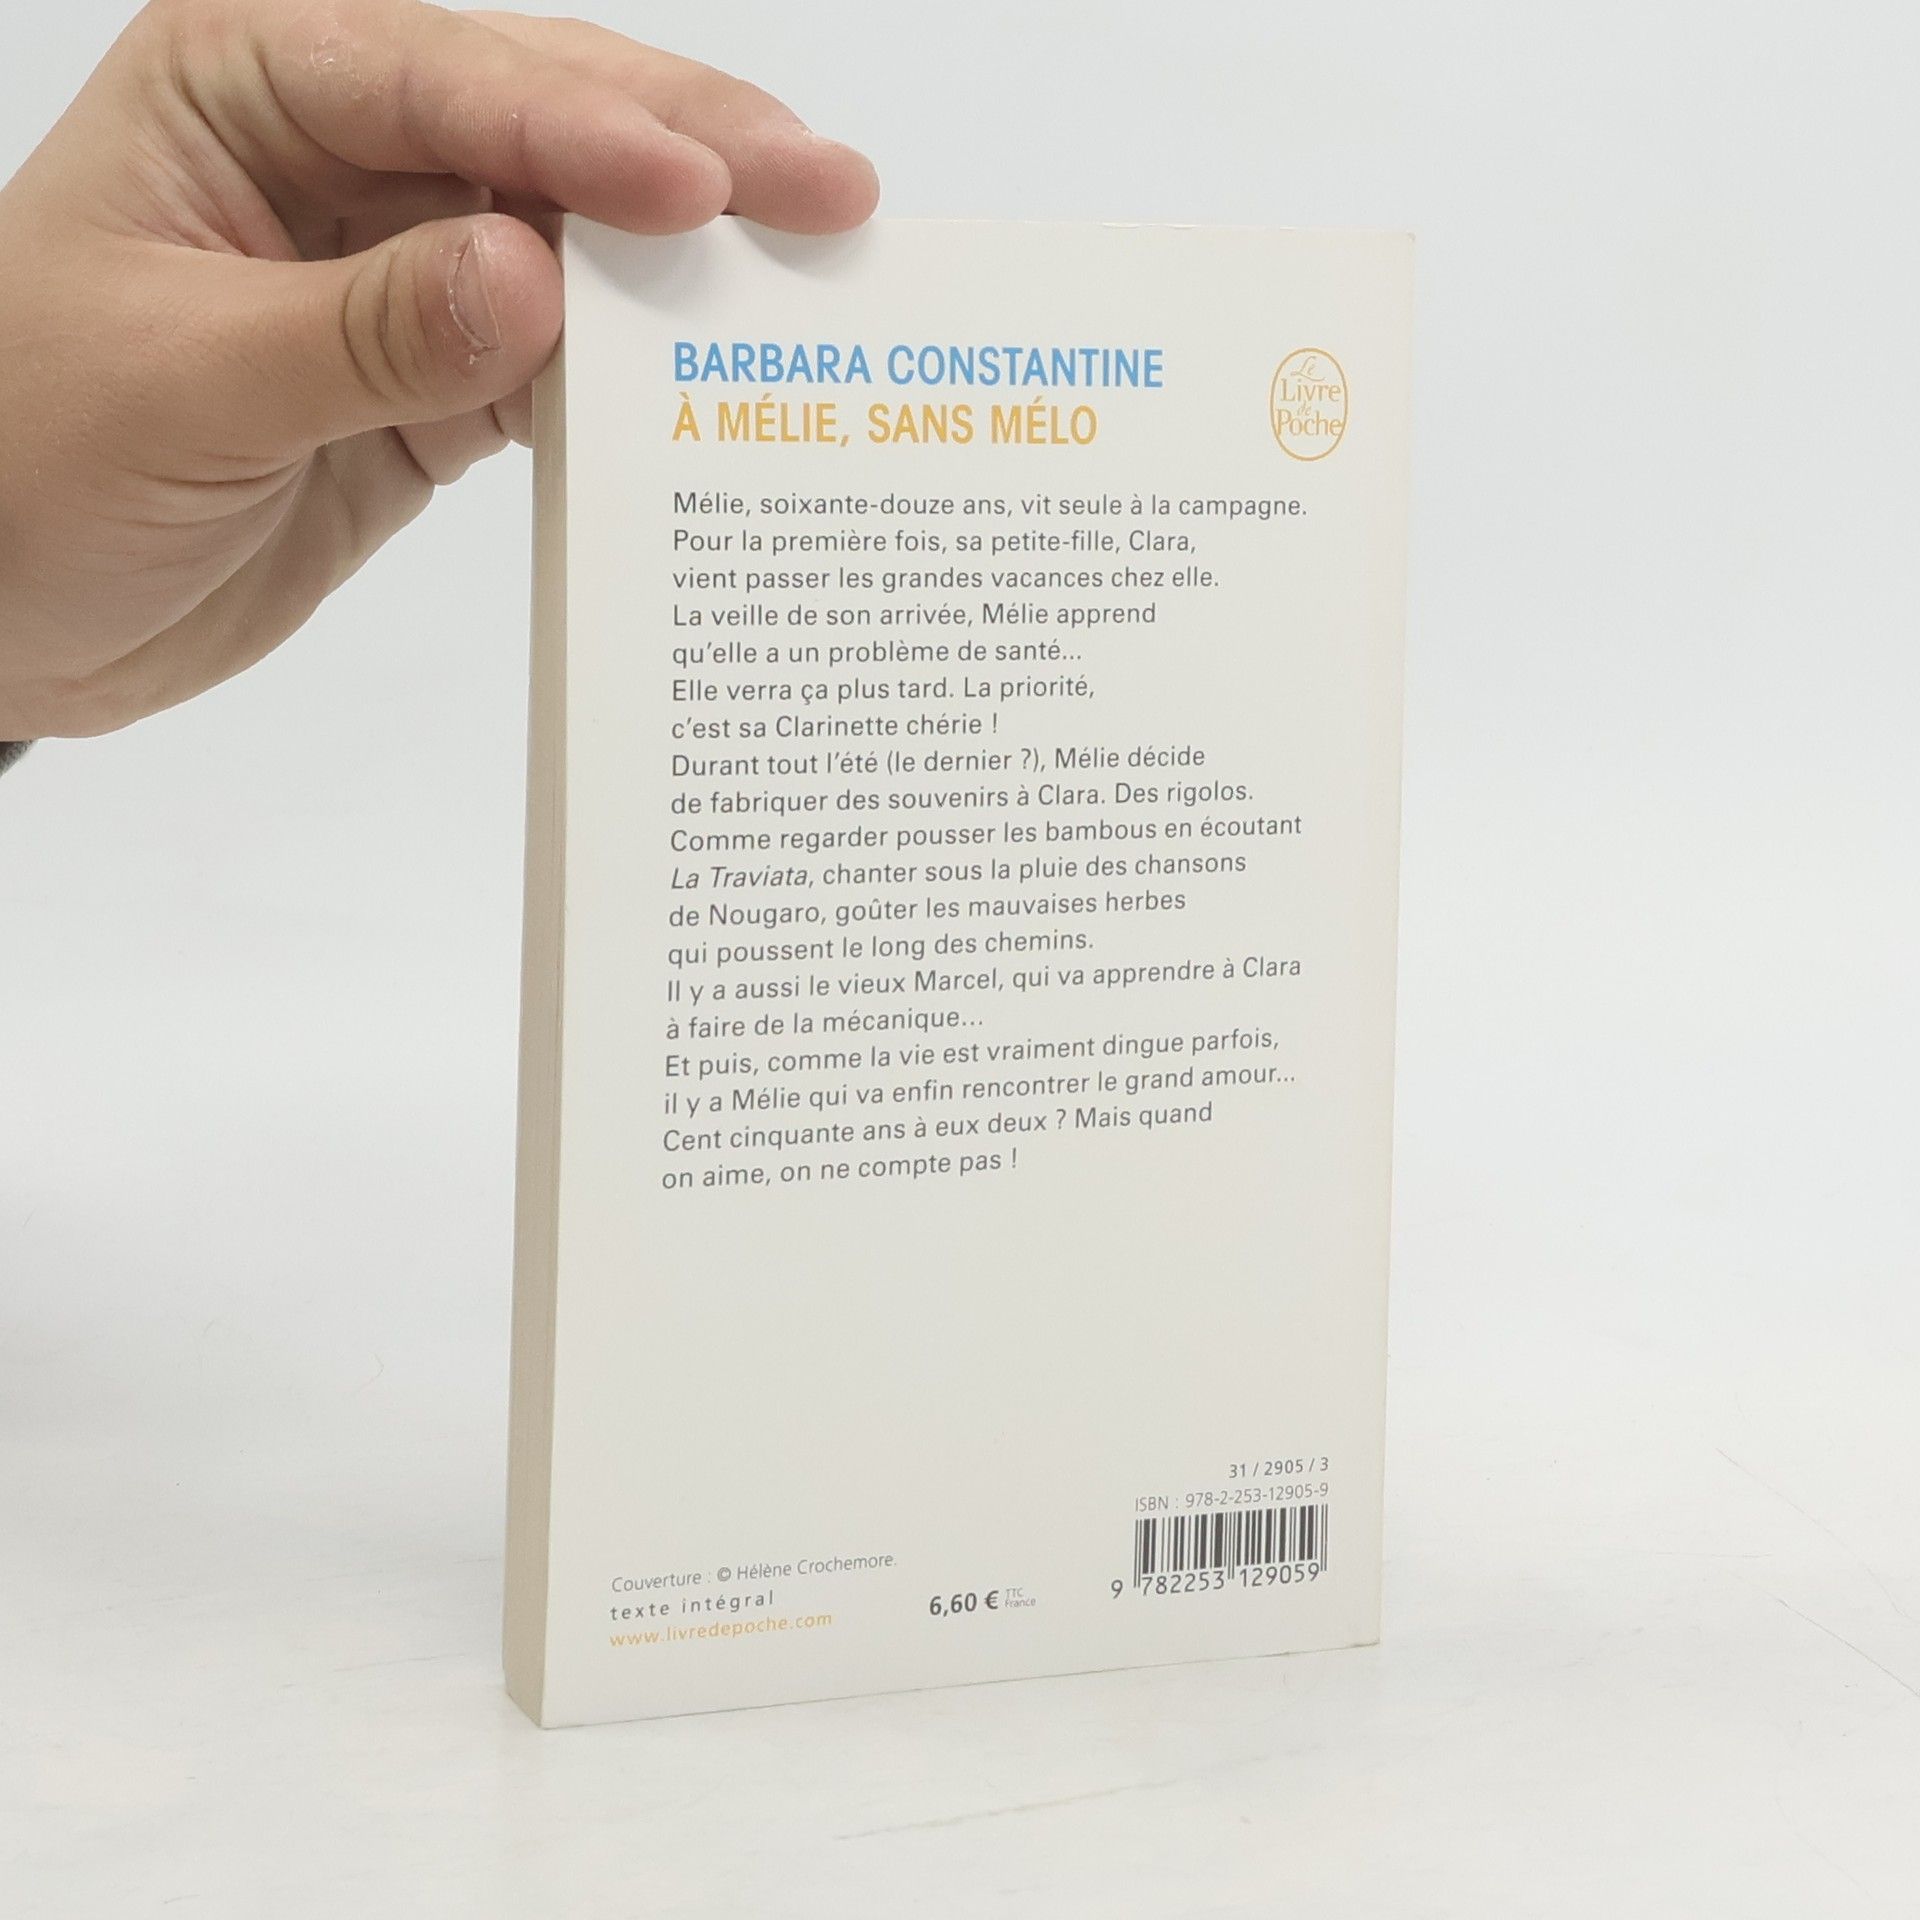 BARBARA CONSTANTINE
À MÉLIE, SANS MÉLO
Le
Livre
de
Poche
Mélie, soixante-douze ans, vit seule à la campagne.
Pour la première fois, sa petite-fille, Clara,
vient passer les grandes vacances chez elle.
La veille de son arrivée, Mélie apprend
qu'elle a un problème de santé...
Elle verra ça plus tard. La priorité,
c'est sa Clarinette chérie !
Durant tout l'été (le dernier ?), Mélie décide
de fabriquer des souvenirs à Clara. Des rigolos.
Comme regarder pousser les bambous en écoutant
La Traviata, chanter sous la pluie des chansons
de Nougaro, goûter les mauvaises herbes
qui poussent le long des chemins.
Il y a aussi le vieux Marcel, qui va apprendre à Clara
à faire de la mécanique...
Et puis, comme la vie est vraiment dingue parfois,
il y a Mélie qui va enfin rencontrer le grand amour...
Cent cinquante ans à eux deux ? Mais quand
on aime, on ne compte pas !
31 / 2905 / 3
ISBN : 978-2-253-12905-9
9 782253 129059
Couverture : © Hélène Crochemore.
texte intégral
www.livredepoche.com
6,60 € TTC
France